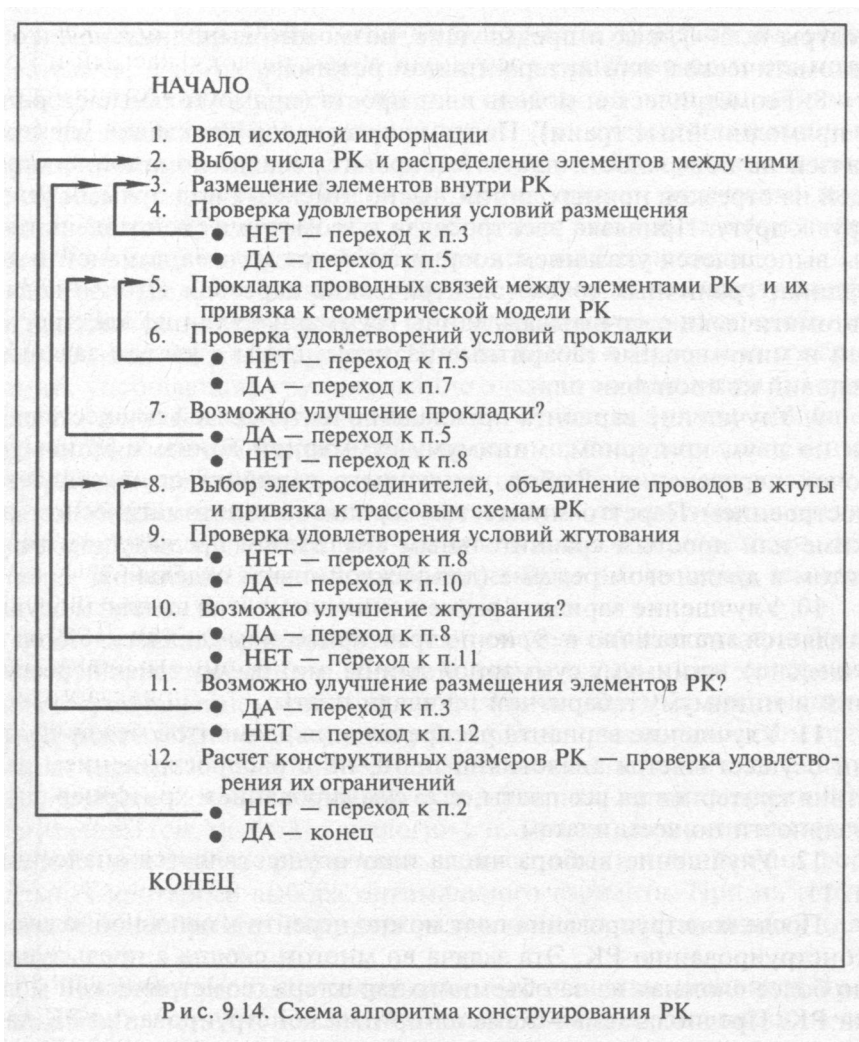 НАЧАЛО
1. Ввод исходной информации
2. Выбор числа РК и распределение элементов между ними
3. Размещение элементов внутри РК
4. Проверка удовлетворения условий размещения
● НЕТ — переход к п.3
● ДА — переход к п.5
5. Прокладка проводных связей между элементами РК и их
привязка к геометрической модели РК
6. Проверка удовлетворений условий прокладки
● НЕТ — переход к п.5
● ДА — переход к п.7
7. Возможно улучшение прокладки?
● ДА — переход к п.5
● НЕТ — переход к п.8
8. Выбор электросоединителей, объединение проводов в жгуты
и привязка к трассовым схемам РК
9. Проверка удовлетворения условий жгутования
● НЕТ — переход к п.8
● ДА — переход к п.10
10. Возможно улучшение жгутования?
● ДА — переход к п.8
● НЕТ — переход к п.11
11. Возможно улучшение размещения элементов РК?
● ДА — переход к п.3
● НЕТ — переход к п.12
12. Расчет конструктивных размеров РК — проверка удовлетво-
рения их ограничений
● НЕТ — переход к п.2
● ДА — конец
КОНЕЦ
Рис. 9.14. Схема алгоритма конструирования РК